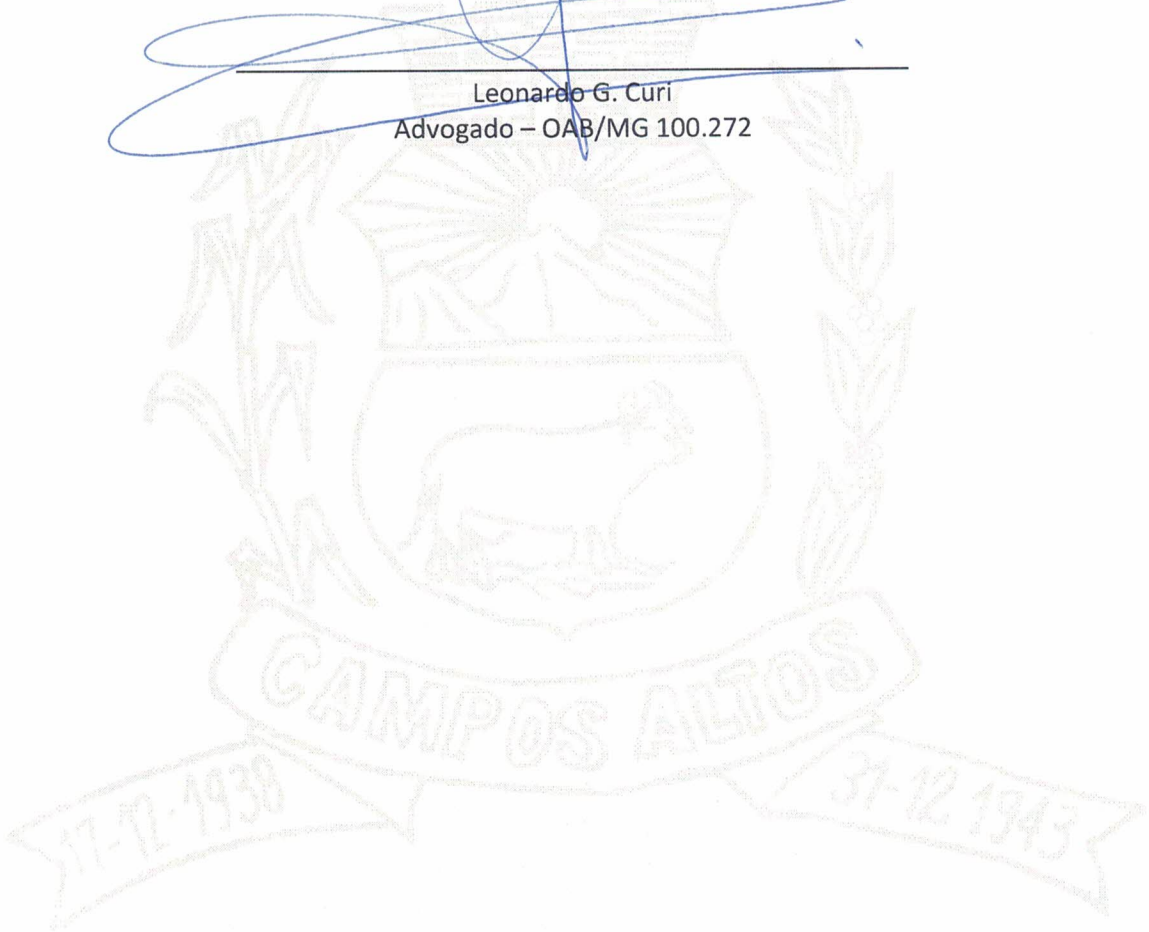 Leonardo G. Curi
Advogado – OAB/MG 100.272
CAMPOS ALTOS
17-12-1938
31-12 1943